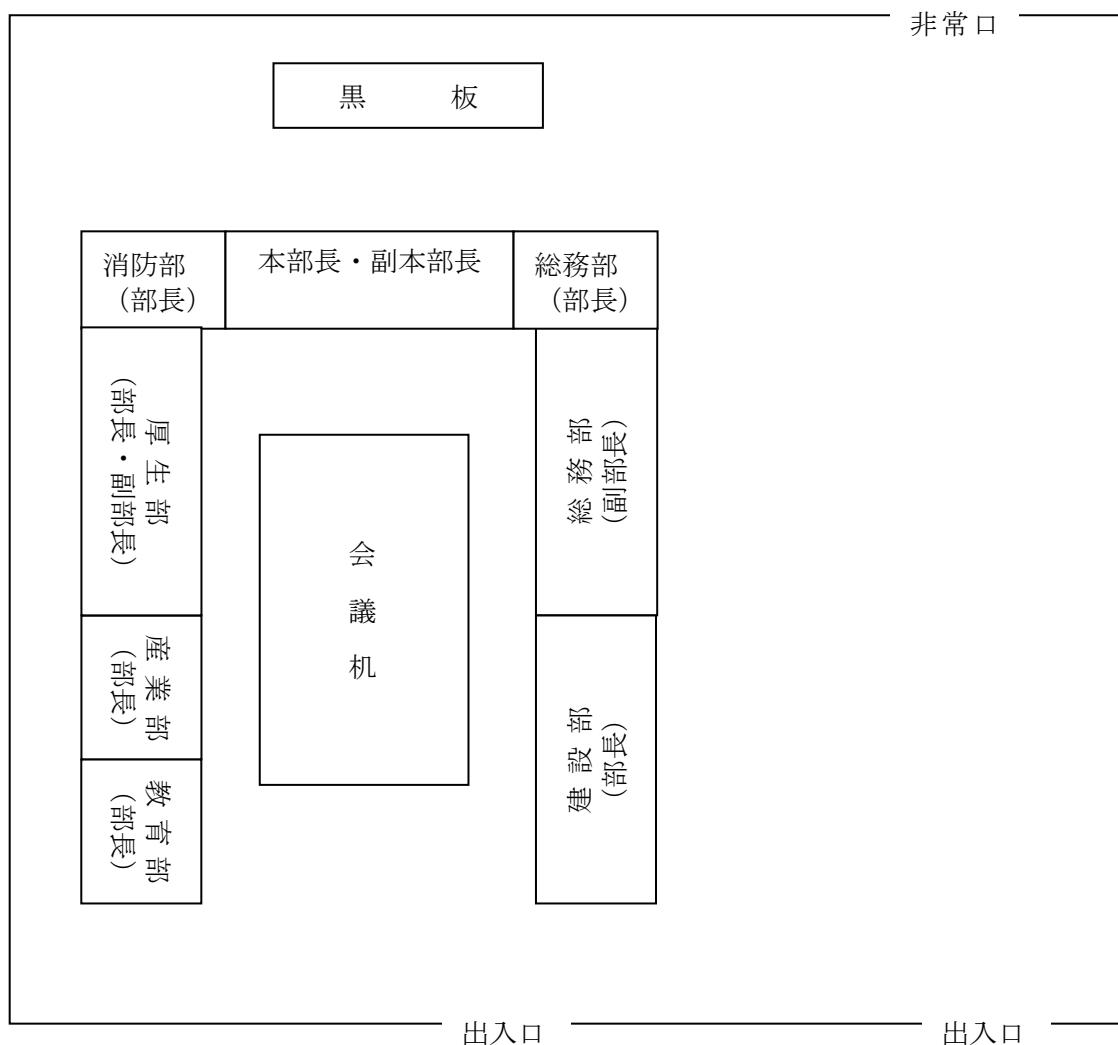 非常口
黒　　板
消防部
（部長）
本部長・副本部長
総務部
（部長）
厚生部
(部長・副部長)
総務部
(副部長)
会議机
産業部
(部長)
建設部
(部長)
教育部
(部長)
出入口
出入口